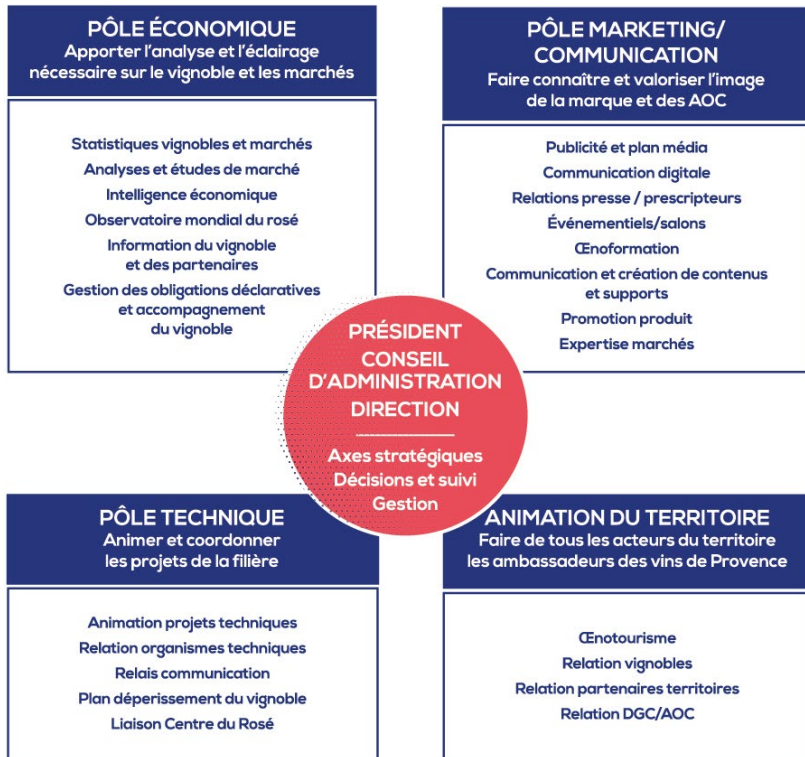 PÔLE ÉCONOMIQUE
Apporter l'analyse et l'éclairage
nécessaire sur le vignoble et les marchés
Statistiques vignobles et marchés
Analyses et études de marché
Intelligence économique
Observatoire mondial du rosé
Information du vignoble
et des partenaires
Gestion des obligations déclaratives
et accompagnement
du vignoble
PÔLE MARKETING/
COMMUNICATION
Faire connaître et valoriser l'image
de la marque et des AOC
Publicité et plan média
Communication digitale
Relations presse / prescripteurs
Événementiels/salons
Œnoformation
Communication et création de contenus
et supports
Promotion produit
Expertise marchés
PRÉSIDENT
CONSEIL
D'ADMINISTRATION
DIRECTION
Axes stratégiques
Décisions et suivi
Gestion
PÔLE TECHNIQUE
Animer et coordonner
les projets de la filière
Animation projets techniques
Relation organismes techniques
Relais communication
Plan dépérissement du vignoble
Liaison Centre du Rosé
ANIMATION DU TERRITOIRE
Faire de tous les acteurs du territoire
les ambassadeurs des vins de Provence
Œnotourisme
Relation vignobles
Relation partenaires territoires
Relation DGC/AOC